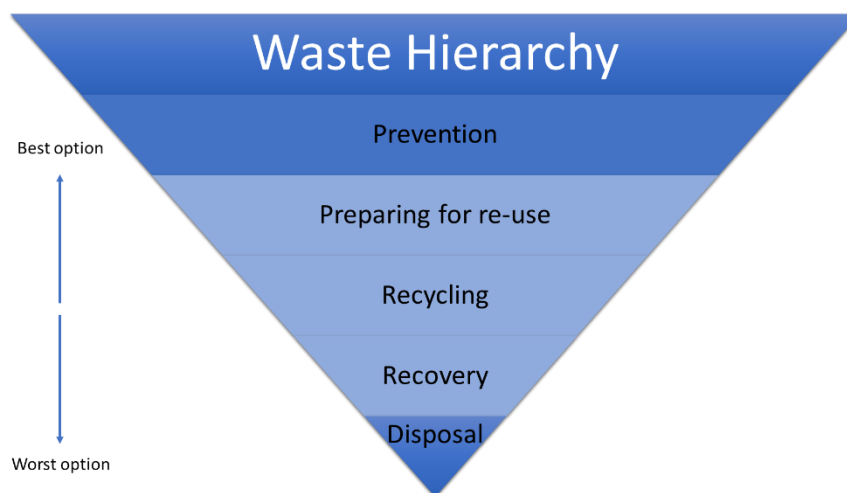 Waste Hierarchy
Prevention
Best option
Preparing for re-use
Recycling
Recovery
Disposal
Worst option